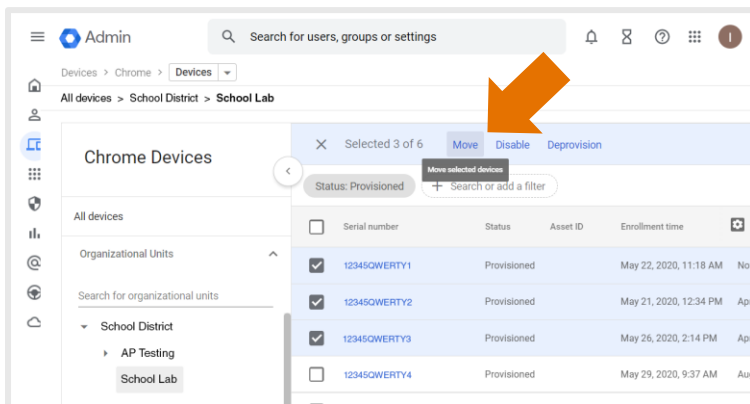 Admin
Search for users, groups or settings
I
Devices > Chrome > Devices
All devices > School District > School Lab
Chrome Devices
Selected 3 of 6 Move Disable Deprovision
Move selected devices
Status: Provisioned + Search or add a filter
All devices
Serial number Status Asset ID Enrollment time
Organizational Units
12345QWERTY1 Provisioned May 22, 2020, 11:18 AM No
Search for organizational units
12345QWERTY2 Provisioned May 21, 2020, 12:34 PM Ap
School District
12345QWERTY3 Provisioned May 26, 2020, 2:14 PM Ap
AP Testing
School Lab
12345QWERTY4 Provisioned May 29, 2020, 9:37 AM Au